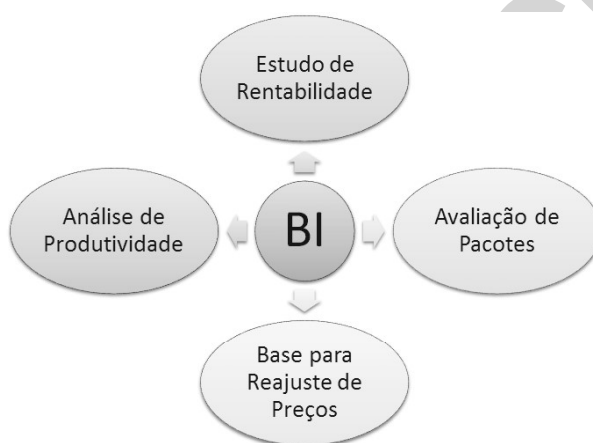 Estudo de
Rentabilidade
Análise de
Produtividade
BI
Avaliação de
Pacotes
Base para
Reajuste de
Preços